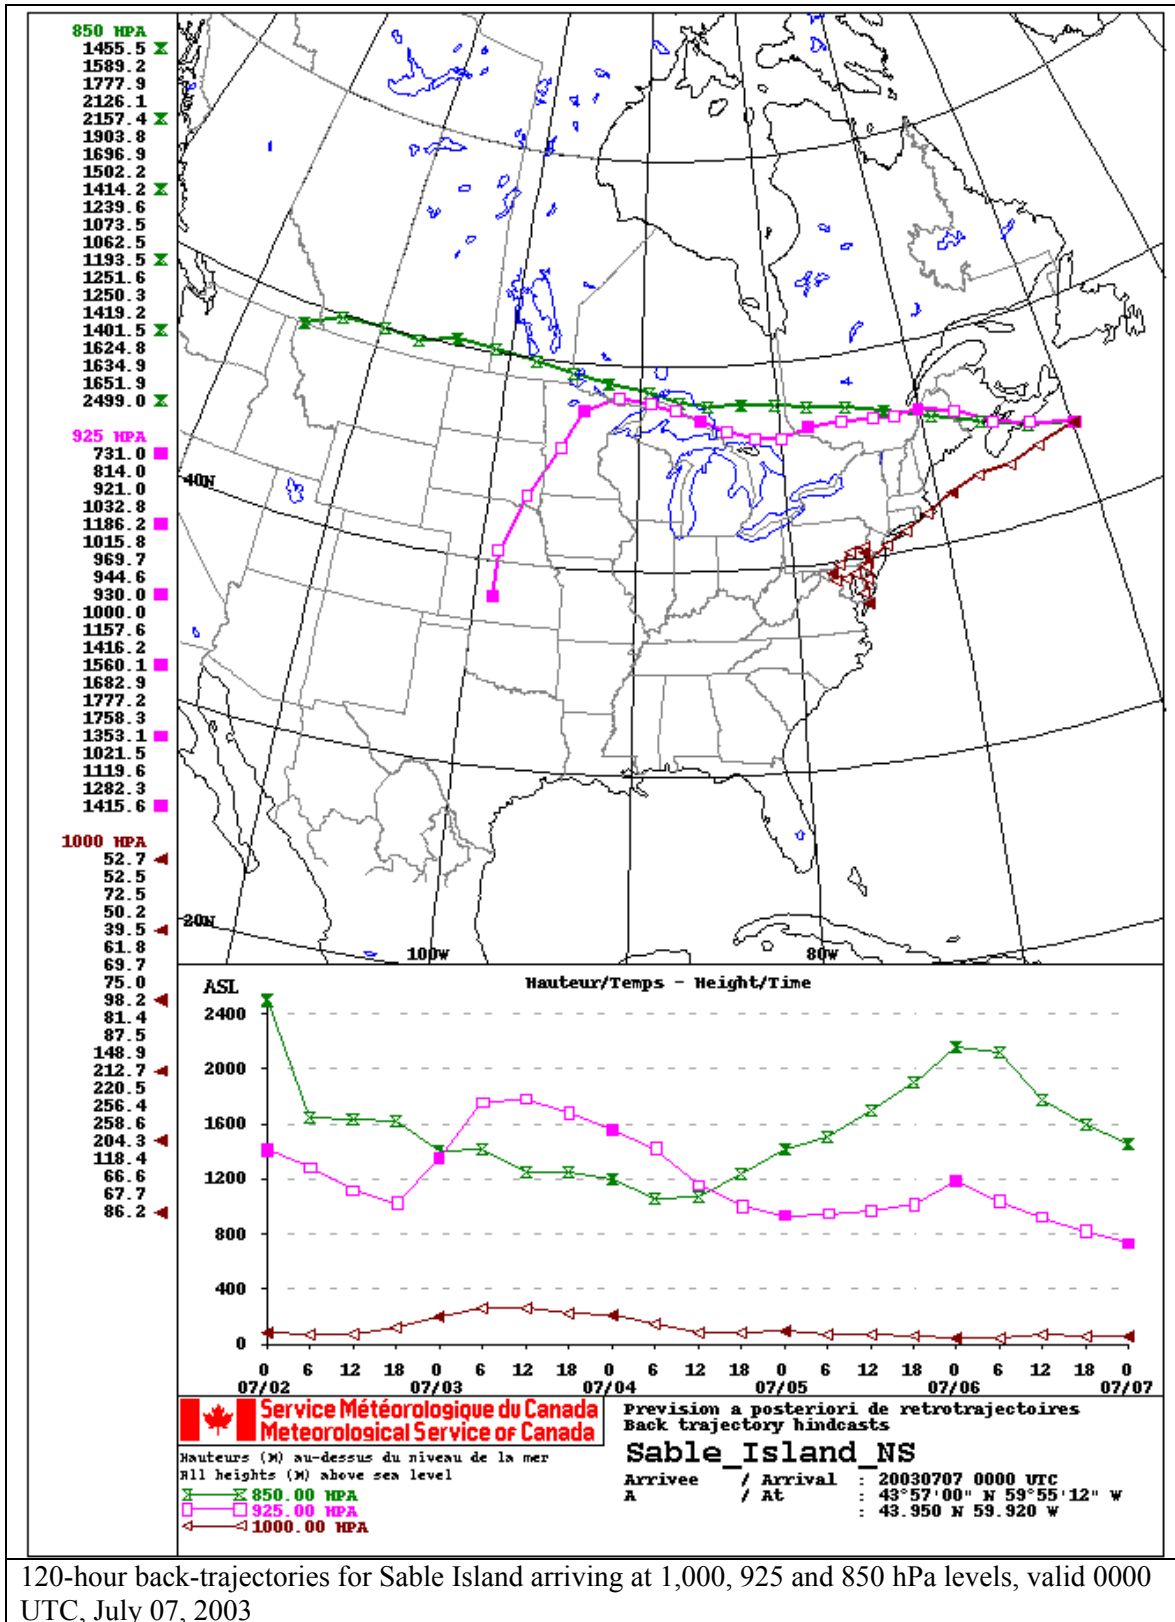 850 HPA
1455.5
1589.2
1777.9
2126.1
2157.4
1903.8
1696.9
1502.2
1414.2
1239.6
1073.5
1062.5
1193.5
1251.6
1250.3
1419.2
1401.5
1624.8
1634.9
1651.9
2499.0
925 HPA
731.0
814.0
921.0
1032.8
1186.2
1015.8
969.7
944.6
930.0
1000.0
1157.6
1416.2
1560.1
1682.9
1777.2
1758.3
1353.1
1021.5
1119.6
1282.3
1415.6
1000 HPA
52.7
52.5
72.5
50.2
39.5
61.8
69.7
75.0
98.2
81.4
87.5
148.9
212.7
220.5
256.4
258.6
204.3
118.4
66.6
67.7
86.2
40N
20N
100W
80W
ASL
Hauteur/Temps - Height/Time
2400
2000
1600
1200
800
400
0
0 6 12 18 0 6 12 18 0 6 12 18 0 6 12 18 0 6 12 18 0
07/02 07/03 07/04 07/05 07/06 07/07
Service Météorologique du Canada
Meteorological Service of Canada
Hauteurs (M) au-dessus du niveau de la mer
All heights (M) above sea level
850.00 HPA
925.00 HPA
1000.00 HPA
Prevision a posteriori de retrotrajectoires
Back trajectory hindcasts
Sable_Island_NS
Arrivee / Arrival : 20030707 0000 UTC
A / At : 43°57'00" N 59°55'12" W
: 43.950 N 59.920 W
120-hour back-trajectories for Sable Island arriving at 1,000, 925 and 850 hPa levels, valid 0000
UTC, July 07, 2003